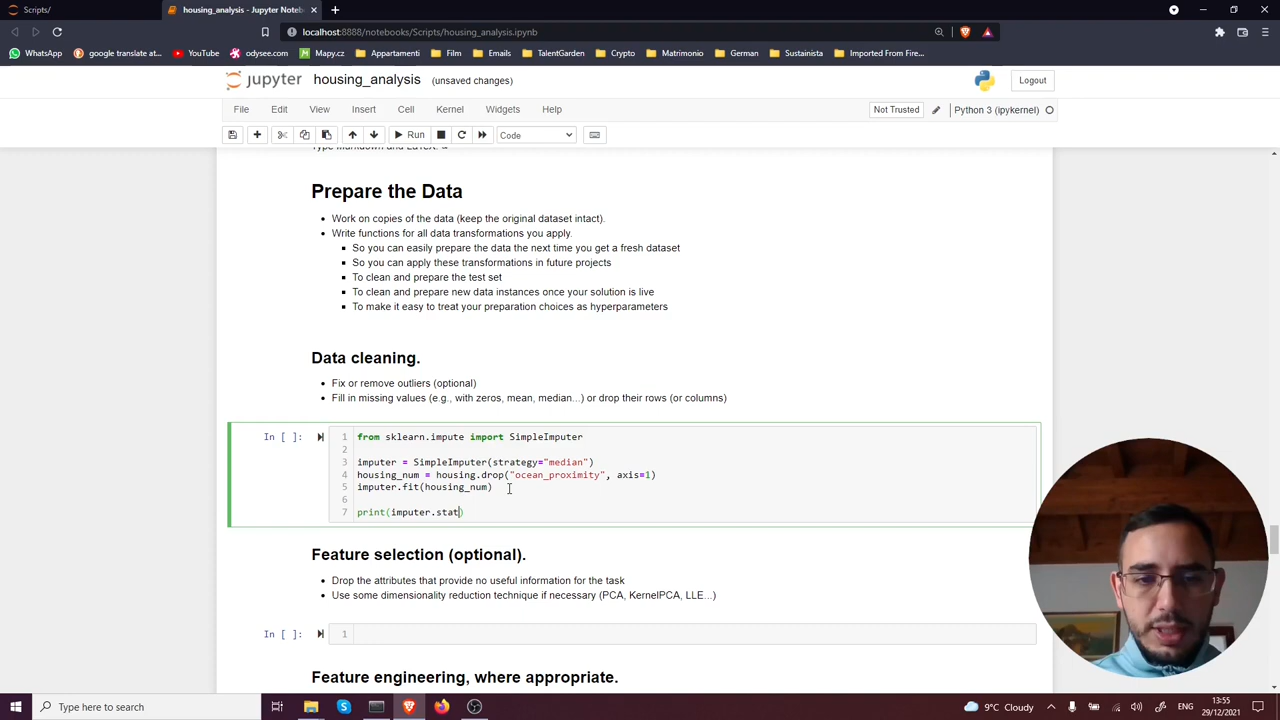 Scripts/
housing_analysis - Jupyter Noteb
localhost:8888/notebooks/Scripts/housing_analysis.ipynb
WhatsApp
google translate at...
YouTube
odysee.com
Mapy.cz
Appartamenti
Film
Emails
TalentGarden
Crypto
Matrimonio
German
Sustainista
Imported From Fire...
jupyter housing_analysis (unsaved changes)
Logout
File Edit View Insert Cell Kernel Widgets Help
Not Trusted
Python 3 (ipykernel)
Run
Code
Type Markdown and LaTeX:
Prepare the Data
Work on copies of the data (keep the original dataset intact).
Write functions for all data transformations you apply.
So you can easily prepare the data the next time you get a fresh dataset
So you can apply these transformations in future projects
To clean and prepare the test set
To clean and prepare new data instances once your solution is live
To make it easy to treat your preparation choices as hyperparameters
Data cleaning.
Fix or remove outliers (optional)
Fill in missing values (e.g., with zeros, mean, median...) or drop their rows (or columns)
In [ ]:
1 from sklearn.impute import SimpleImputer
2
3 imputer = SimpleImputer(strategy="median")
4 housing_num = housing.drop("ocean_proximity", axis=1)
5 imputer.fit(housing_num)
6
7 print(imputer.stat)
Feature selection (optional).
Drop the attributes that provide no useful information for the task
Use some dimensionality reduction technique if necessary (PCA, KernelPCA, LLE...)
In [ ]:
1
Feature engineering, where appropriate.
Type here to search
9°C Cloudy
ENG
13:55
29/12/2021